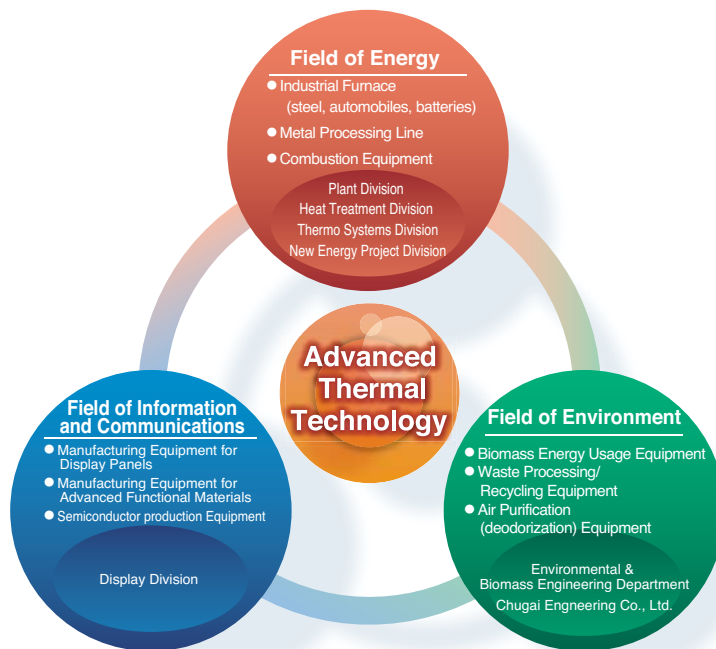 Field of Energy
● Industrial Furnace
(steel, automobiles, batteries)
● Metal Processing Line
● Combustion Equipment
Plant Division
Heat Treatment Division
Thermo Systems Division
New Energy Project Division
Advanced
Thermal
Technology
Field of Information
and Communications
● Manufacturing Equipment for
Display Panels
● Manufacturing Equipment for
Advanced Functional Materials
● Semiconductor production Equipment
Display Division
Field of Environment
● Biomass Energy Usage Equipment
● Waste Processing/
Recycling Equipment
● Air Purification
(deodorization) Equipment
Environmental &
Biomass Engineering Department
Chugai Engneering Co., Ltd.